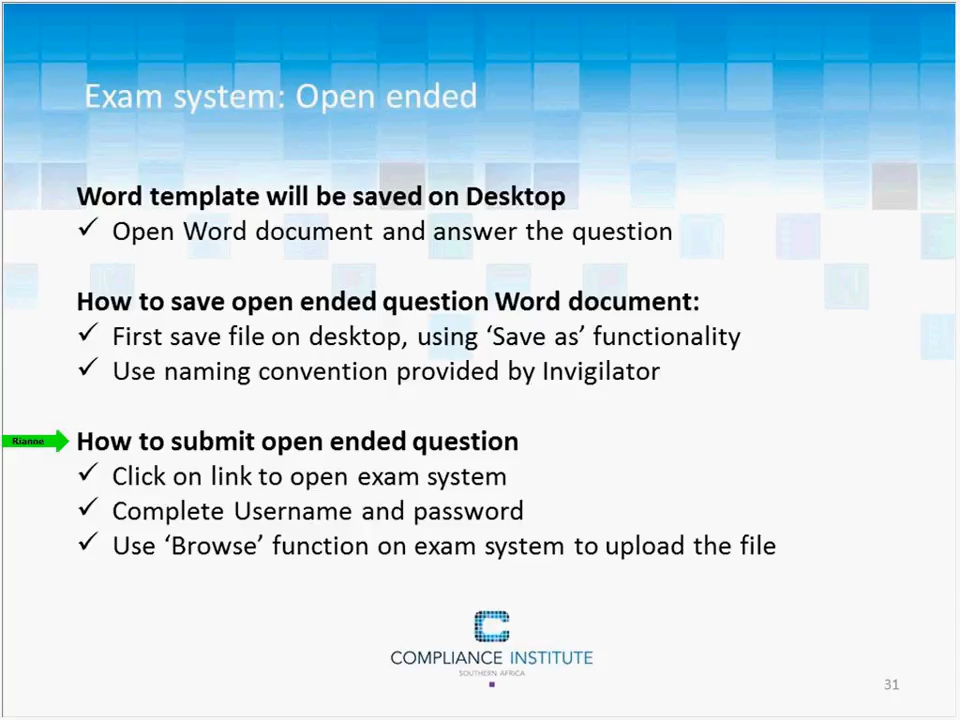 Exam system: Open ended
Word template will be saved on Desktop
✓ Open Word document and answer the question
How to save open ended question Word document:
✓ First save file on desktop, using ‘Save as’ functionality
✓ Use naming convention provided by Invigilator
Rianne
How to submit open ended question
✓ Click on link to open exam system
✓ Complete Username and password
✓ Use ‘Browse’ function on exam system to upload the file
C
COMPLIANCE INSTITUTE
SOUTHERN AFRICA
31